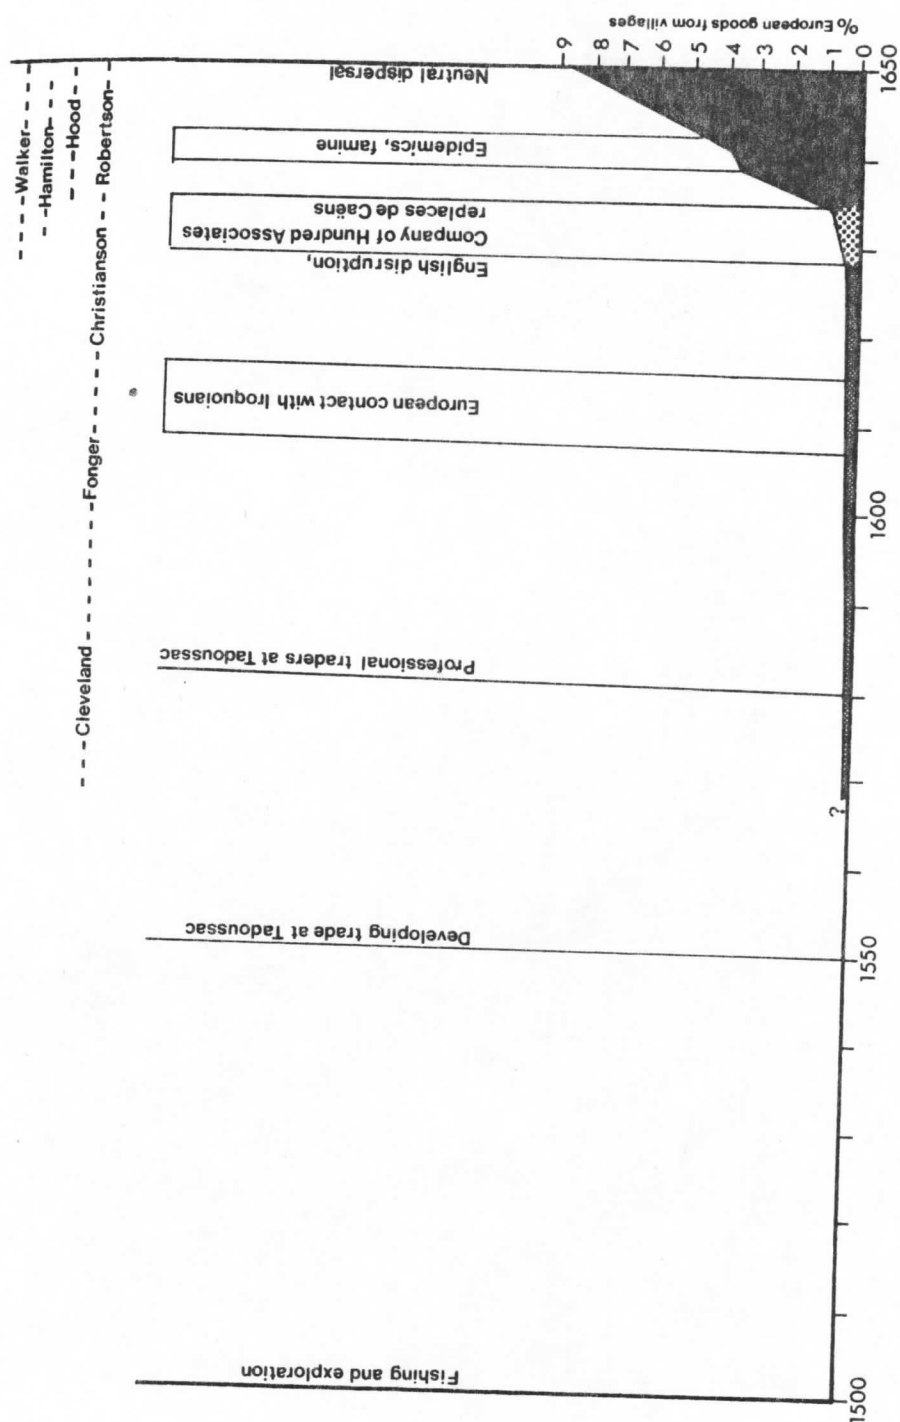 ---Walker---
--Hamilton---
---Hood---
---Cleveland-------Fonger------Christianson--Robertson--
Neutral dispersal
Epidemics, famine
English disruption,
Company of Hundred Associates
replaces de Caëns
European contact with Iroquoians
Professional traders at Tadoussac
Developing trade at Tadoussac
Fishing and exploration
% European goods from villages
9
8
7
6
5
4
3
2
1
0
?
1500
1550
1600
1650